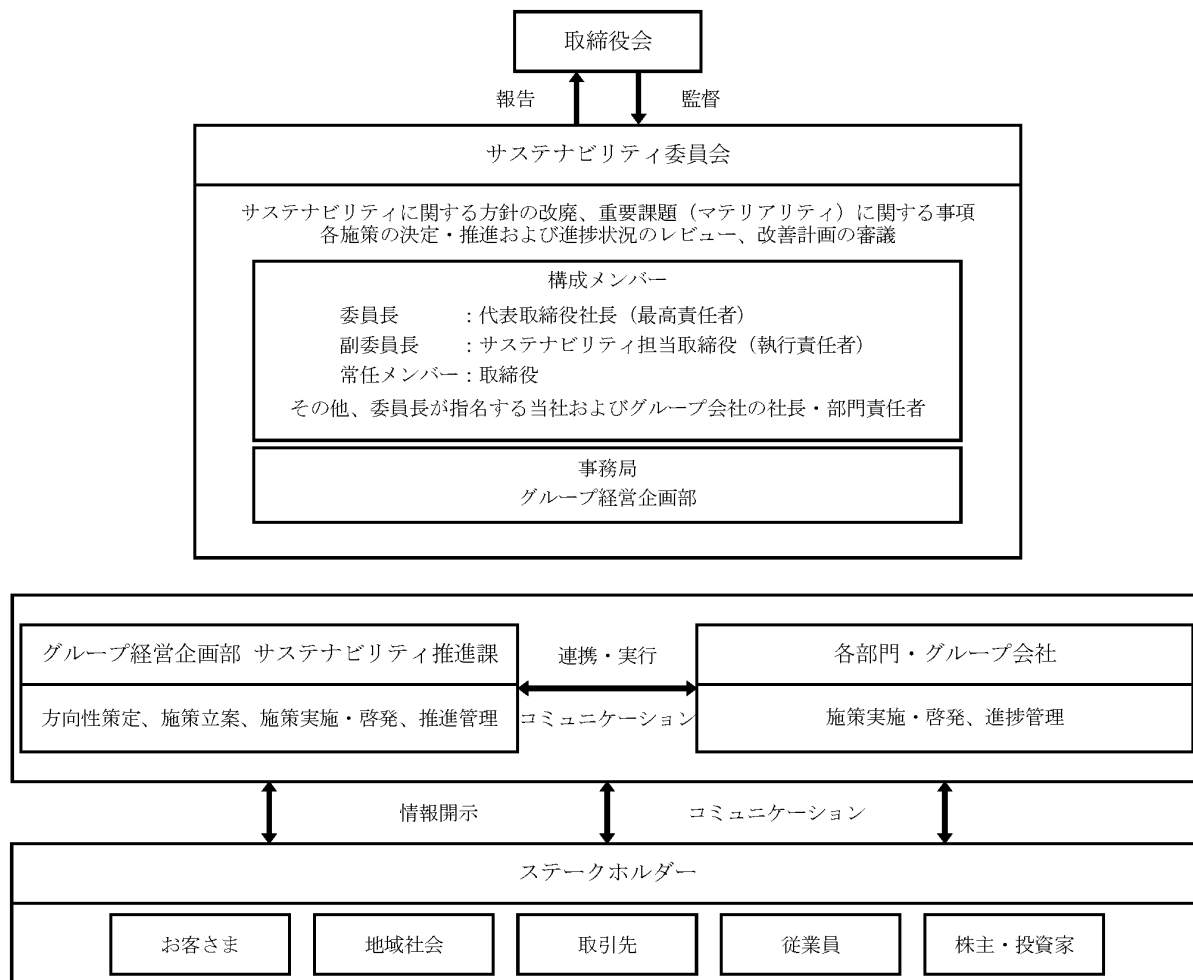 取締役会
報告
監督
サステナビリティ委員会
サステナビリティに関する方針の改廃、重要課題（マテリアリティ）に関する事項
各施策の決定・推進および進捗状況のレビュー、改善計画の審議
構成メンバー
委員長　　　：代表取締役社長（最高責任者）
副委員長　　：サステナビリティ担当取締役（執行責任者）
常任メンバー：取締役
その他、委員長が指名する当社およびグループ会社の社長・部門責任者
事務局
グループ経営企画部
グループ経営企画部 サステナビリティ推進課
方向性策定、施策立案、施策実施・啓発、推進管理
連携・実行
コミュニケーション
各部門・グループ会社
施策実施・啓発、進捗管理
情報開示
コミュニケーション
ステークホルダー
お客さま
地域社会
取引先
従業員
株主・投資家